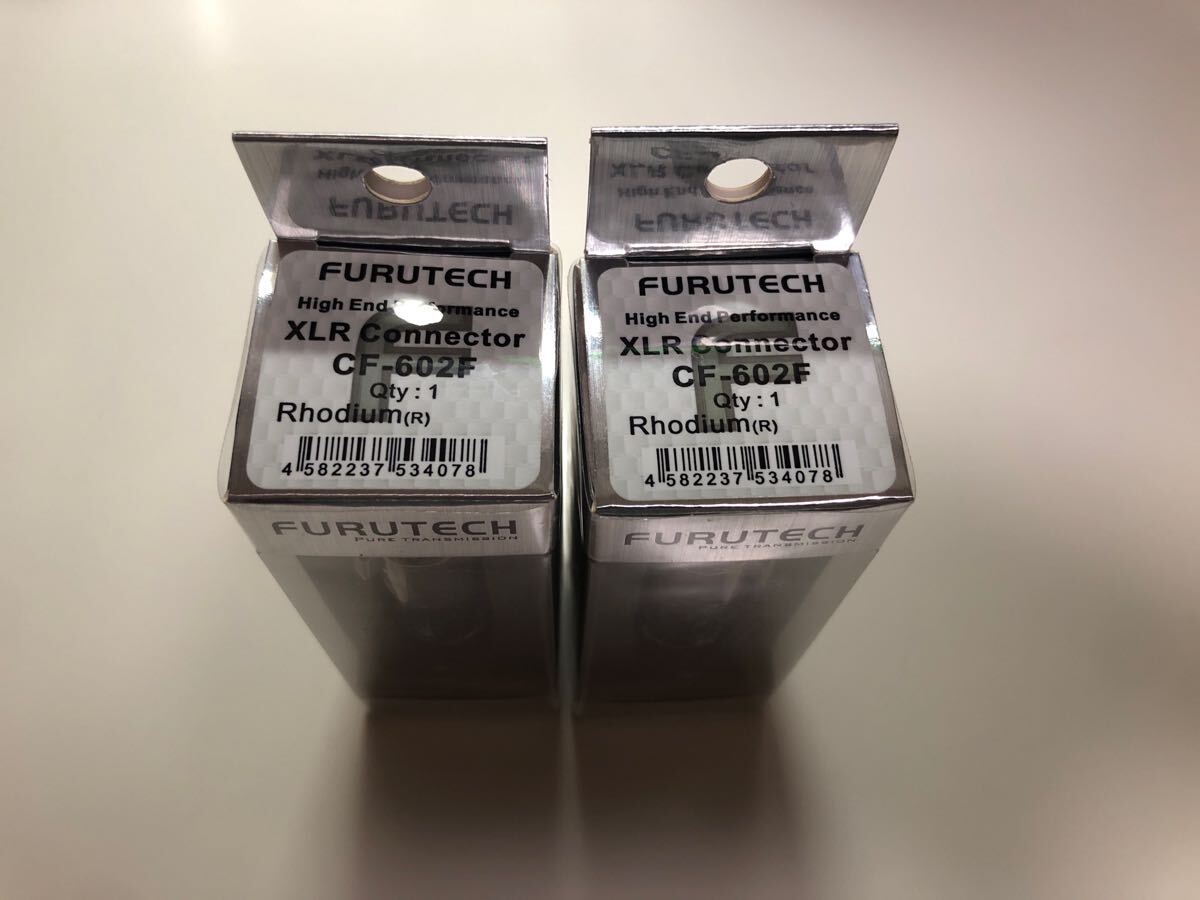 FURUTECH
High End Performance
XLR Connector
CF-602F
Qty : 1
Rhodium(R)
4 582237 534078
FURUTECH
PURE TRANSMISSION
FURUTECH
High End Performance
XLR Connector
CF-602F
Qty : 1
Rhodium(R)
4 582237 534078
FURUTECH
PURE TRANSMISSION